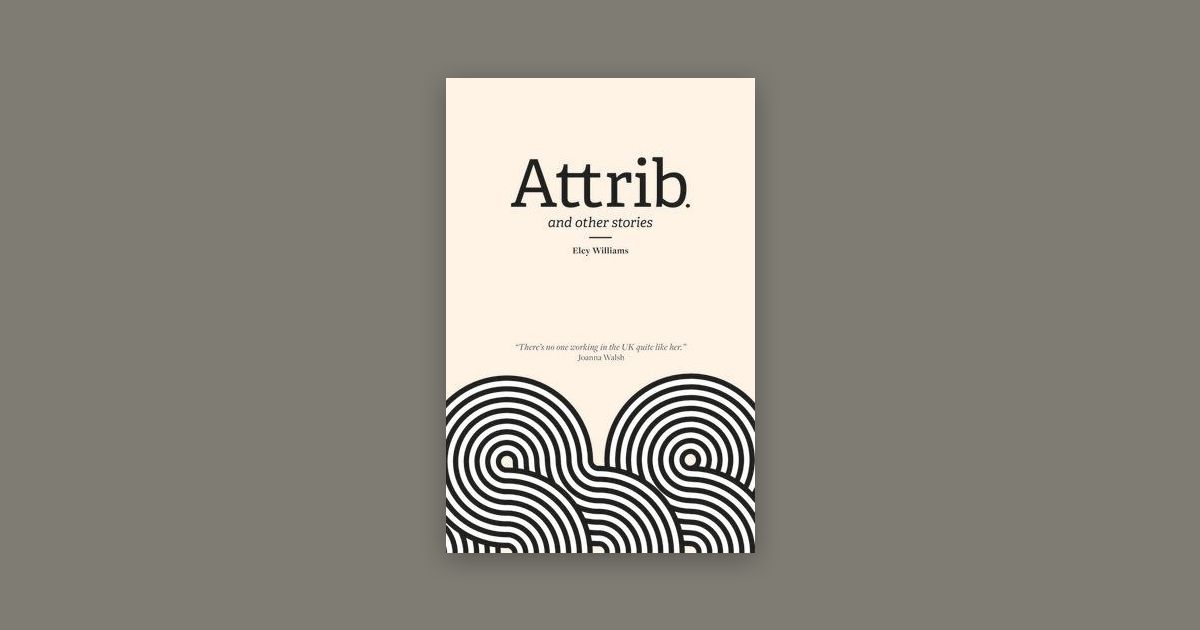 Attrib.
and other stories
Eley Williams
“There’s no one working in the UK quite like her.”
Joanna Walsh